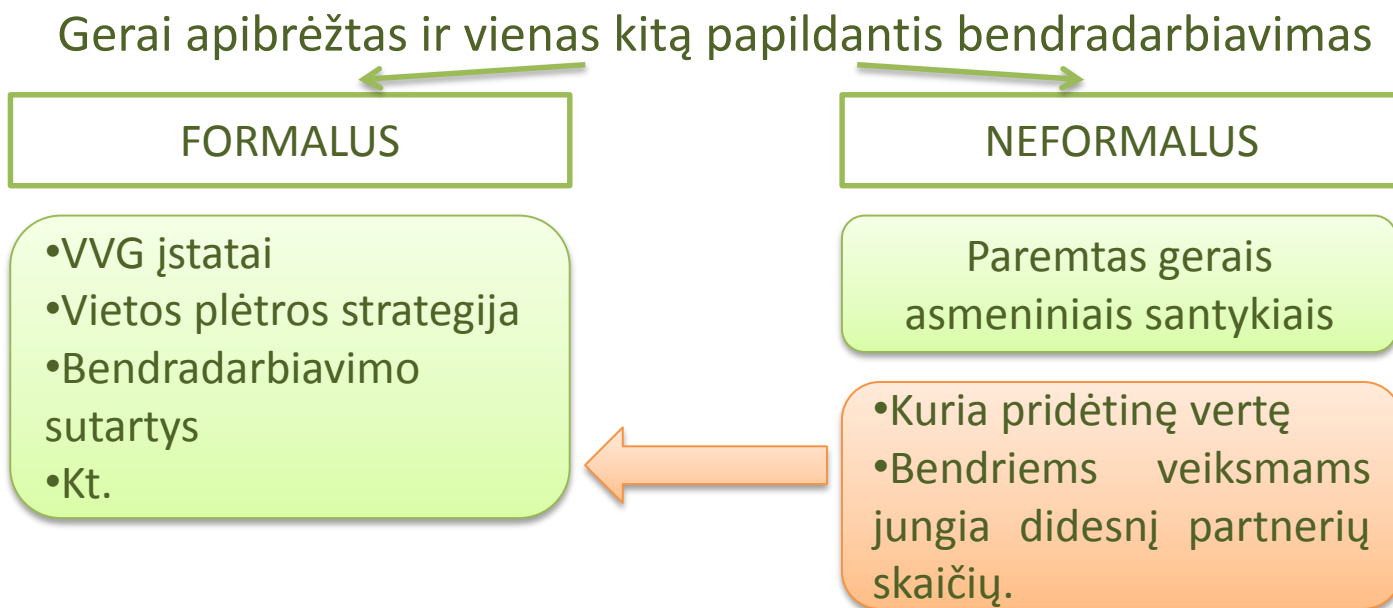 Gerai apibrėžtas ir vienas kitą papildantis bendradarbiavimas
FORMALUS
•VVG įstatai
•Vietos plėtros strategija
•Bendradarbiavimo
sutartys
•Kt.
NEFORMALUS
Paremtas gerais
asmeniniais santykiais
•Kuria pridėtinę vertę
•Bendriems veiksmams
jungia didesnį partnerių
skaičių.